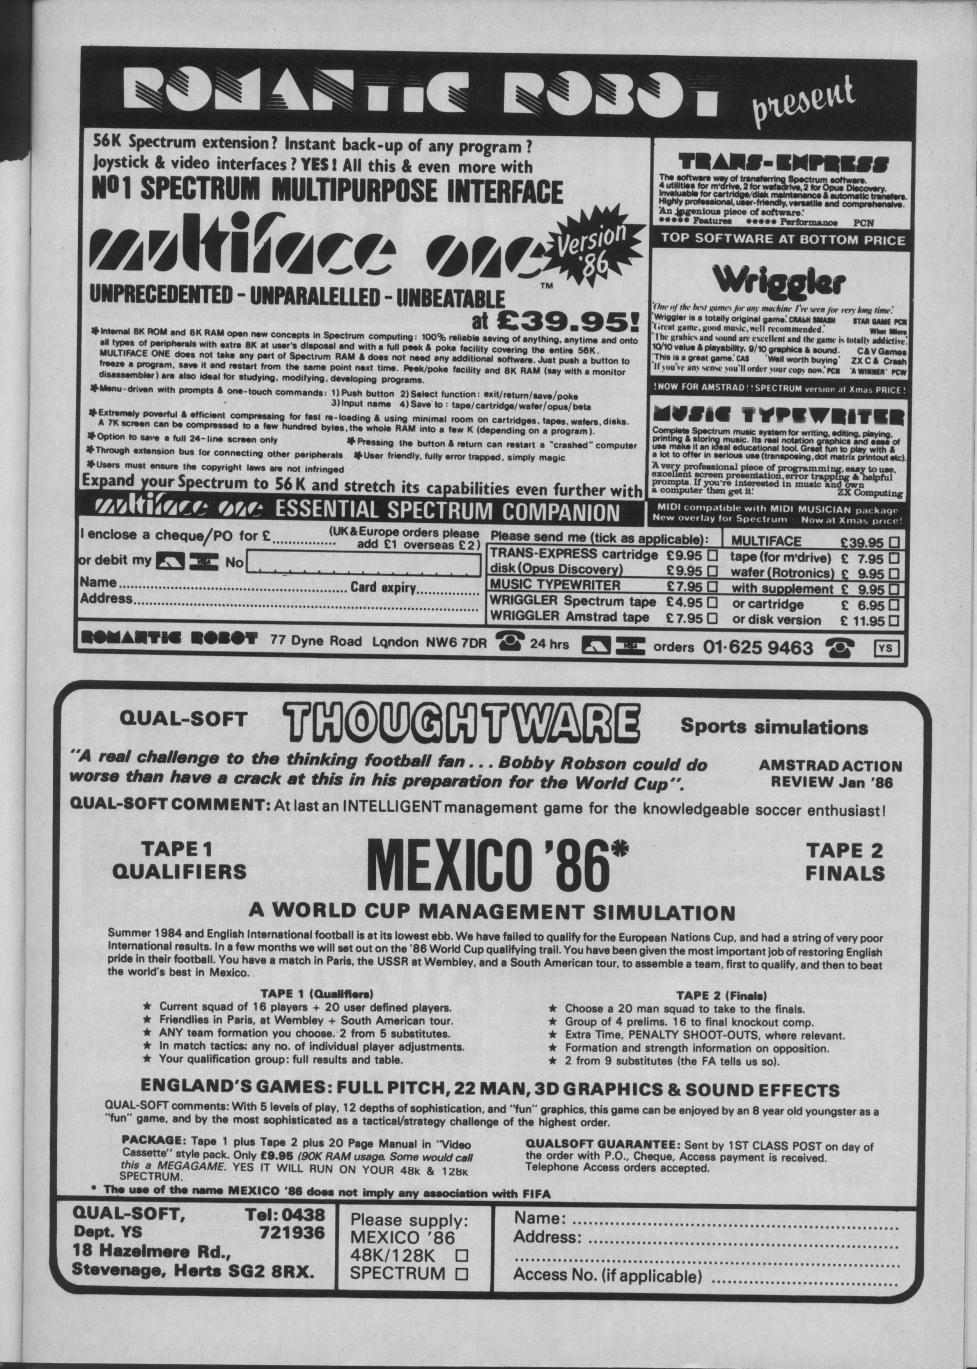 ROMANTIC ROBOT present
56K Spectrum extension? Instant back-up of any program?
Joystick & video interfaces? YES! All this & even more with
Nº1 SPECTRUM MULTIPURPOSE INTERFACE
multiface one™ Version '86
UNPRECEDENTED - UNPARALELLED - UNBEATABLE
at £39.95!
✱Internal 8K ROM and 8K RAM open new concepts in Spectrum computing: 100% reliable saving of anything, anytime and onto
all types of peripherals with extra 8K at user's disposal and with a full peek & poke facility covering the entire 56K.
MULTIFACE ONE does not take any part of Spectrum RAM & does not need any additional software. Just push a button to
freeze a program, save it and restart from the same point next time. Peek/poke facility and 8K RAM (say with a monitor
disassembler) are also ideal for studying, modifying, developing programs.
✱Menu-driven with prompts & one-touch commands: 1) Push button 2) Select function: exit/return/save/poke
3) Input name 4) Save to: tape/cartridge/wafer/opus/beta
✱Extremely powerful & efficient compressing for fast re-loading & using minimal room on cartridges, tapes, wafers, disks.
A 7K screen can be compressed to a few hundred bytes, the whole RAM into a few K (depending on a program).
✱Option to save a full 24-line screen only ✱Pressing the button & return can restart a "crashed" computer
✱Through extension bus for connecting other peripherals ✱User friendly, fully error trapped, simply magic
✱Users must ensure the copyright laws are not infringed
Expand your Spectrum to 56K and stretch its capabilities even further with
multiface one ESSENTIAL SPECTRUM COMPANION
TRANS-EXPRESS
The software way of transferring Spectrum software.
4 utilities for m'drive, 2 for wafadrive, 2 for Opus Discovery.
Invaluable for cartridge/disk maintenance & automatic transfers.
Highly professional, user-friendly, versatile and comprehensive.
'An ingenious piece of software.'
●●●●● Features ●●●●● Performance PCN
TOP SOFTWARE AT BOTTOM PRICE
Wriggler
'One of the best games for any machine I've seen for very long time.'
'Wriggler is a totally original game.' CRASH SMASH STAR GAME PCN
'Great game, good music, well recommended.' What Micro
'The grahics and sound are excellent and the game is totally addictive.'
10/10 value & playability, 9/10 graphics & sound. C&V Games
'This is a great game.' CAS 'Well worth buying' ZX C & Crash
'If you've any sense you'll order your copy now.' PCN 'A WINNER' PCW
!NOW FOR AMSTRAD!!SPECTRUM version at Xmas PRICE!
MUSIC TYPEWRITER
Complete Spectrum music system for writing, editing, playing,
printing & storing music. Its real notation graphics and ease of
use make it an ideal educational tool. Great fun to play with &
a lot to offer in serious use (transposing, dot matrix printout etc).
'A very professional piece of programming, easy to use,
excellent screen presentation, error trapping & helpful
prompts. If you're interested in music and own
a computer then get it.' ZX Computing
MIDI compatible with MIDI MUSICIAN package
New overlay for Spectrum · Now at Xmas price!
I enclose a cheque/PO for £.............. (UK&Europe orders please
add £1 overseas £2)
or debit my No
Name.......................................................... Card expiry................
Address..............................................................................
Please send me (tick as applicable): MULTIFACE £39.95 □
TRANS-EXPRESS cartridge £9.95 □ tape (for m'drive) £ 7.95 □
disk (Opus Discovery) £9.95 □ wafer (Rotronics) £ 9.95 □
MUSIC TYPEWRITER £7.95 □ with supplement £ 9.95 □
WRIGGLER Spectrum tape £4.95 □ or cartridge £ 6.95 □
WRIGGLER Amstrad tape £7.95 □ or disk version £ 11.95 □
ROMANTIC ROBOT 77 Dyne Road London NW6 7DR ☎ 24 hrs orders 01-625 9463 ☎ YS
QUAL-SOFT THOUGHTWARE Sports simulations
"A real challenge to the thinking football fan... Bobby Robson could do
worse than have a crack at this in his preparation for the World Cup".
AMSTRAD ACTION
REVIEW Jan '86
QUAL-SOFT COMMENT: At last an INTELLIGENT management game for the knowledgeable soccer enthusiast!
TAPE 1
QUALIFIERS
MEXICO '86*
TAPE 2
FINALS
A WORLD CUP MANAGEMENT SIMULATION
Summer 1984 and English International football is at its lowest ebb. We have failed to qualify for the European Nations Cup, and had a string of very poor
International results. In a few months we will set out on the '86 World Cup qualifying trail. You have been given the most important job of restoring English
pride in their football. You have a match in Paris, the USSR at Wembley, and a South American tour, to assemble a team, first to qualify, and then to beat
the world's best in Mexico.
TAPE 1 (Qualifiers)
★ Current squad of 16 players + 20 user defined players.
★ Friendlies in Paris, at Wembley + South American tour.
★ ANY team formation you choose. 2 from 5 substitutes.
★ In match tactics: any no. of individual player adjustments.
★ Your qualification group: full results and table.
TAPE 2 (Finals)
★ Choose a 20 man squad to take to the finals.
★ Group of 4 prelims. 16 to final knockout comp.
★ Extra Time, PENALTY SHOOT-OUTS, where relevant.
★ Formation and strength information on opposition.
★ 2 from 9 substitutes (the FA tells us so).
ENGLAND'S GAMES: FULL PITCH, 22 MAN, 3D GRAPHICS & SOUND EFFECTS
QUAL-SOFT comments: With 5 levels of play, 12 depths of sophistication, and "fun" graphics, this game can be enjoyed by an 8 year old youngster as a
"fun" game, and by the most sophisticated as a tactical/strategy challenge of the highest order.
PACKAGE: Tape 1 plus Tape 2 plus 20 Page Manual in "Video
Cassette" style pack. Only £9.95 (90K RAM usage. Some would call
this a MEGAGAME. YES IT WILL RUN ON YOUR 48K & 128K
SPECTRUM.
QUALSOFT GUARANTEE: Sent by 1ST CLASS POST on day of
the order with P.O., Cheque, Access payment is received.
Telephone Access orders accepted.
* The use of the name MEXICO '86 does not imply any association with FIFA
QUAL-SOFT, Tel: 0438
Dept. YS 721936
18 Hazelmere Rd.,
Stevenage, Herts SG2 8RX.
Please supply:
MEXICO '86
48K/128K □
SPECTRUM □
Name: ................................................................
Address: .............................................................
........................................................................
Access No. (if applicable) .....................................